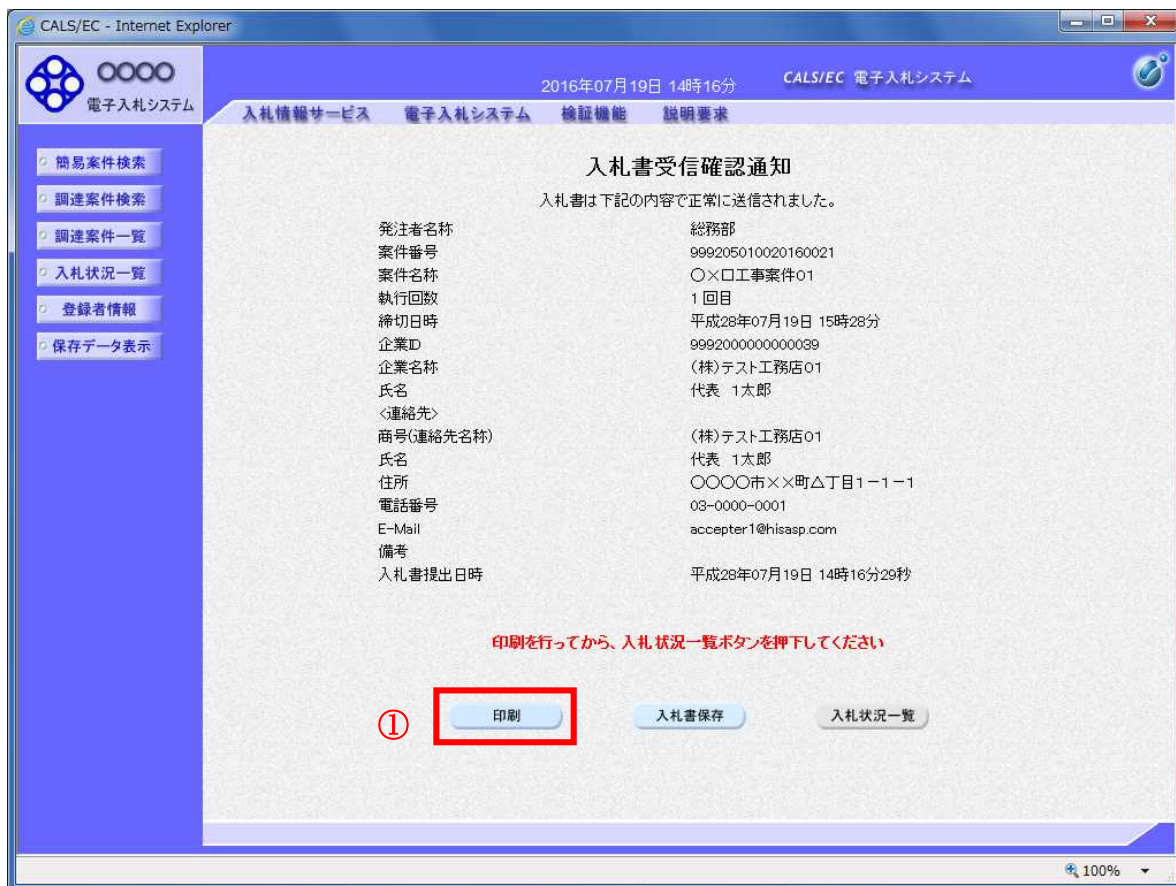 CALS/EC - Internet Explorer
〇〇〇〇
電子入札システム
2016年07月19日 14時16分
CALS/EC 電子入札システム
入札情報サービス 電子入札システム 検証機能 説明要求
簡易案件検索
調達案件検索
調達案件一覧
入札状況一覧
登録者情報
保存データ表示
入札書受信確認通知
入札書は下記の内容で正常に送信されました。
発注者名称 総務部
案件番号 999205010020160021
案件名称 〇×口工事案件01
執行回数 1回目
締切日時 平成28年07月19日 15時28分
企業ID 9992000000000039
企業名称 (株)テスト工務店01
氏名 代表 1太郎
<連絡先>
商号(連絡先名称) (株)テスト工務店01
氏名 代表 1太郎
住所 〇〇〇〇市××町△丁目1-1-1
電話番号 03-0000-0001
E-Mail accepter1@hisasp.com
備考
入札書提出日時 平成28年07月19日 14時16分29秒
印刷を行ってから、入札状況一覧ボタンを押下してください
① 印刷 入札書保存 入札状況一覧
100%